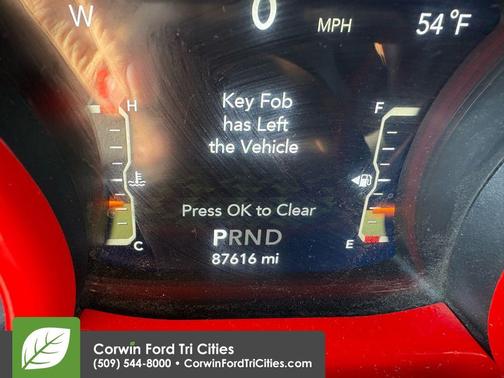 W 0 MPH 54 °F
H F
Key Fob
has Left
the Vehicle
Press OK to Clear
C PRND E
87616 mi
Corwin Ford Tri Cities
(509) 544-8000 • CorwinFordTriCities.com